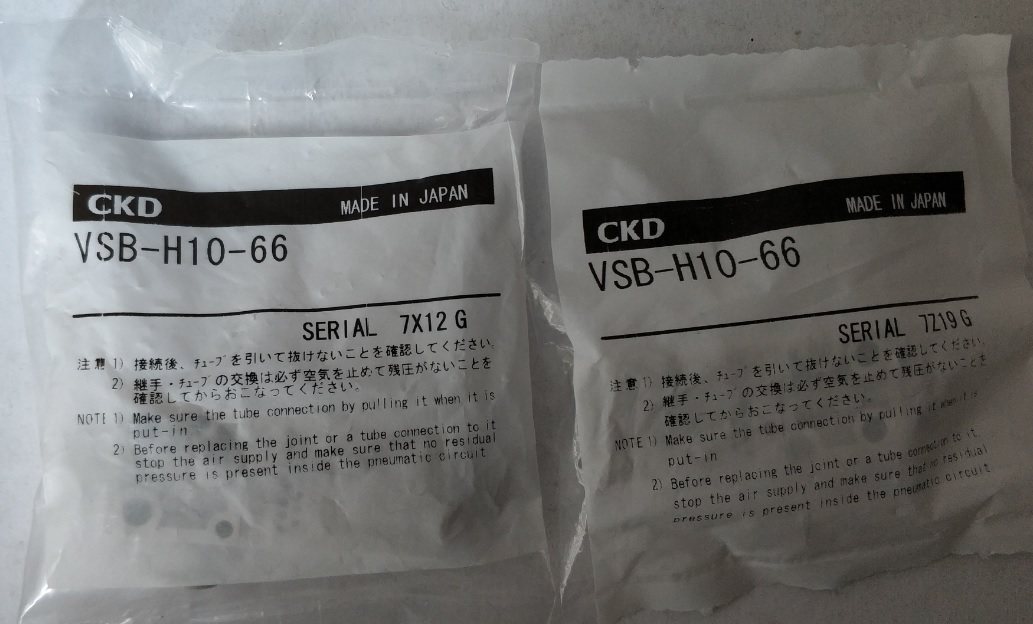 CKD MADE IN JAPAN
VSB-H10-66
SERIAL 7X12 G
注意 1) 接続後、ﾁｭｰﾌﾞを引いて抜けないことを確認してください。
2) 継手・ﾁｭｰﾌﾞの交換は必ず空気を止めて残圧がないことを
確認してからおこなってください。
NOTE 1) Make sure the tube connection by pulling it when it is
put-in
2) Before replacing the joint or a tube connection to it
stop the air supply and make sure that no residual
pressure is present inside the pneumatic circuit
CKD MADE IN JAPAN
VSB-H10-66
SERIAL 7Z19 G
注意 1) 接続後、ﾁｭｰﾌﾞを引いて抜けないことを確認してください。
2) 継手・ﾁｭｰﾌﾞの交換は必ず空気を止めて残圧がないことを
確認してからおこなってください。
NOTE 1) Make sure the tube connection by pulling it when it is
put-in
2) Before replacing the joint or a tube connection to it.
stop the air supply and make sure that no residual
pressure is present inside the pneumatic circuit